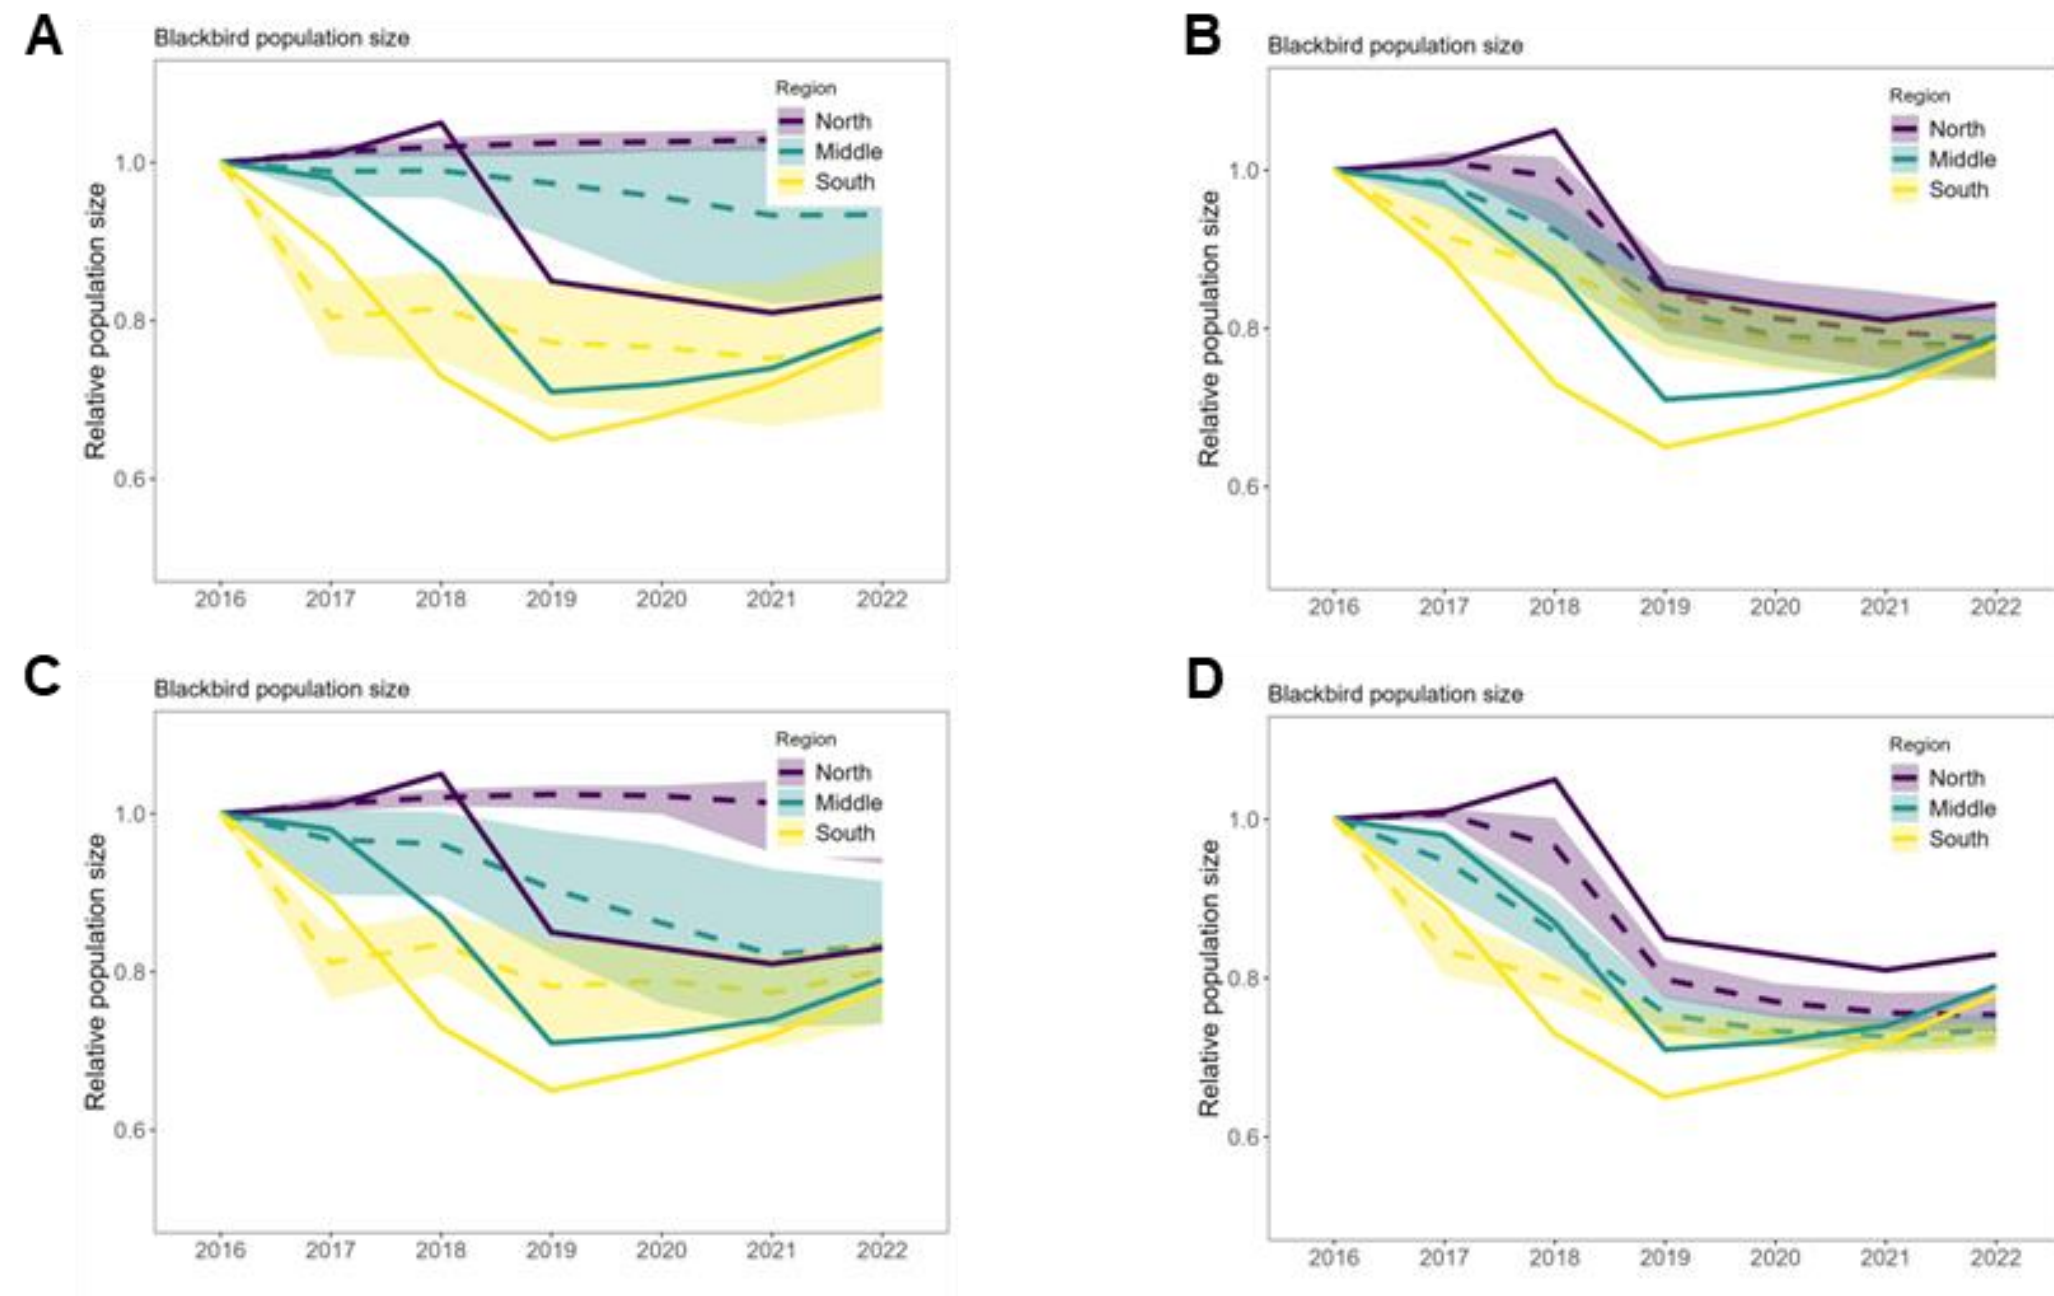 A
Blackbird population size
Region
North
Middle
South
Relative population size
1.0
0.8
0.6
2016 2017 2018 2019 2020 2021 2022
B
Blackbird population size
Region
North
Middle
South
Relative population size
1.0
0.8
0.6
2016 2017 2018 2019 2020 2021 2022
C
Blackbird population size
Region
North
Middle
South
Relative population size
1.0
0.8
0.6
2016 2017 2018 2019 2020 2021 2022
D
Blackbird population size
Region
North
Middle
South
Relative population size
1.0
0.8
0.6
2016 2017 2018 2019 2020 2021 2022